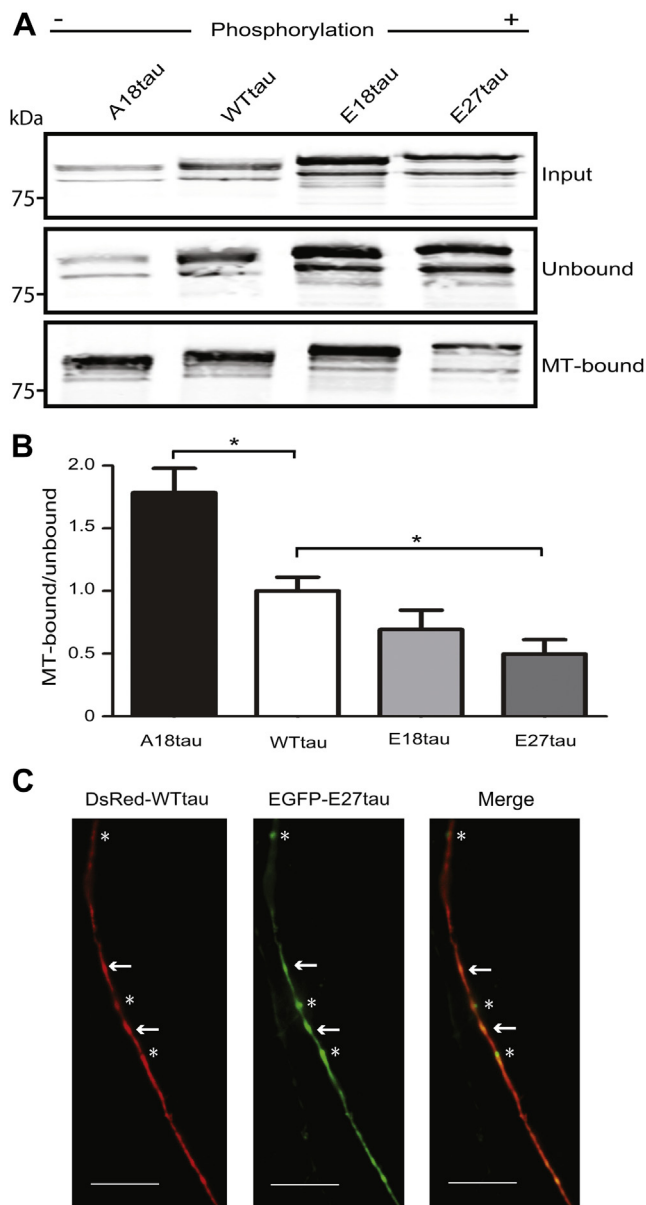 A
- Phosphorylation +
A18tau WTtau E18tau E27tau
kDa
75 Input
75 Unbound
75 MT-bound
B
MT-bound/unbound
2.0
1.5
1.0
0.5
0
* *
A18tau WTtau E18tau E27tau
C
DsRed-WTtau EGFP-E27tau Merge
* * *
* * *
* * *